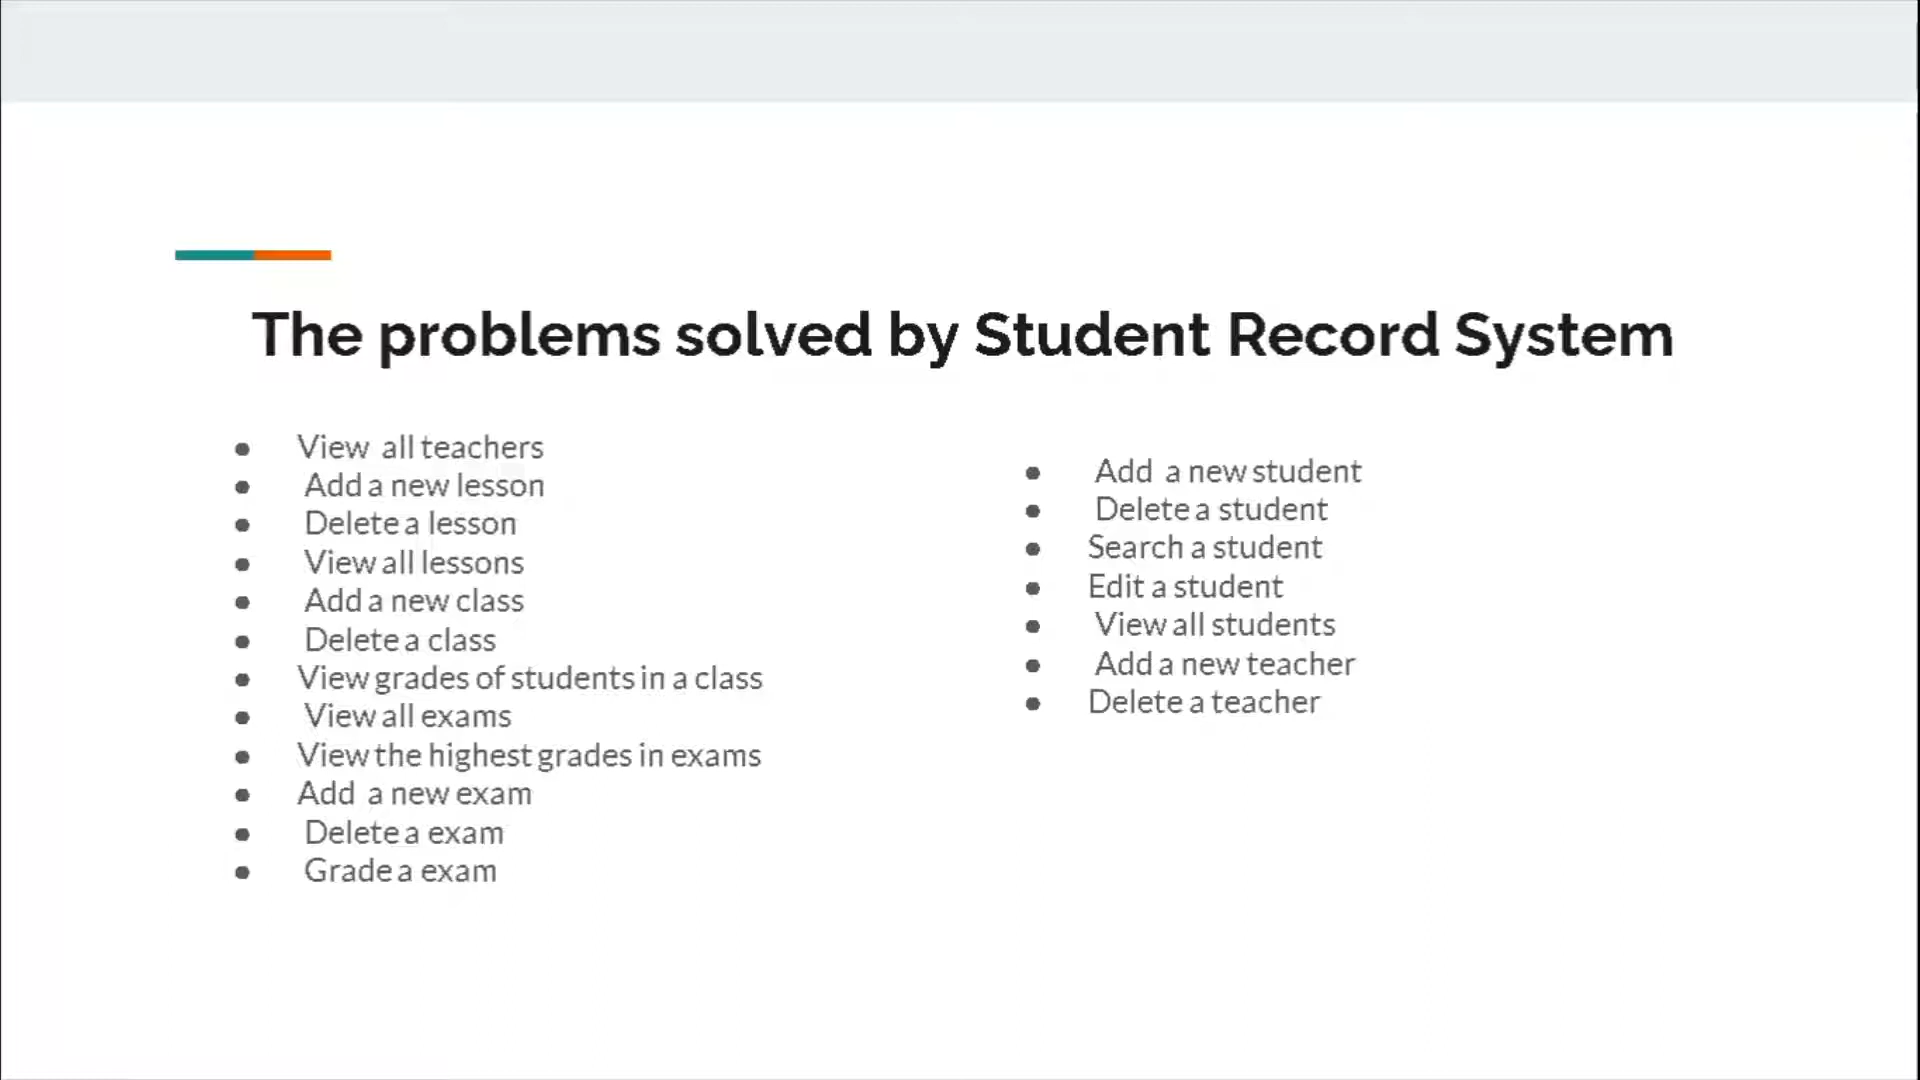 The problems solved by Student Record System
● View all teachers
● Add a new lesson
● Delete a lesson
● View all lessons
● Add a new class
● Delete a class
● View grades of students in a class
● View all exams
● View the highest grades in exams
● Add a new exam
● Delete a exam
● Grade a exam
● Add a new student
● Delete a student
● Search a student
● Edit a student
● View all students
● Add a new teacher
● Delete a teacher